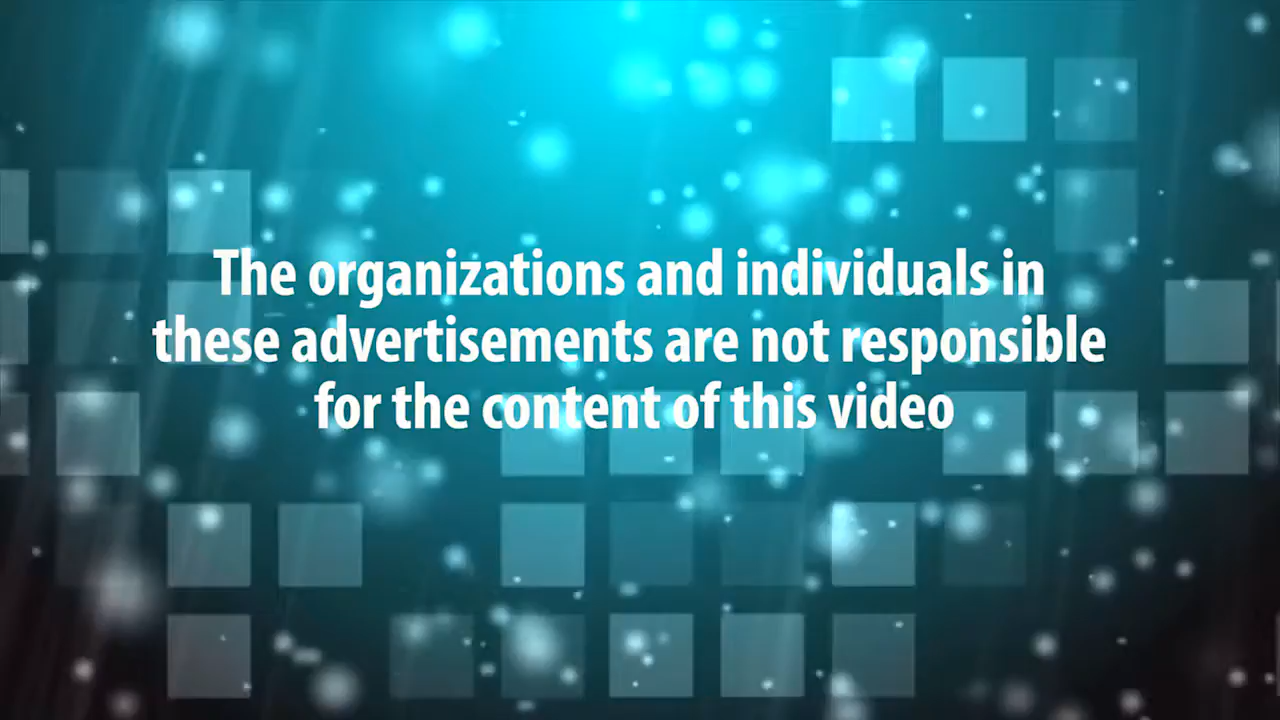 The organizations and individuals in
these advertisements are not responsible
for the content of this video